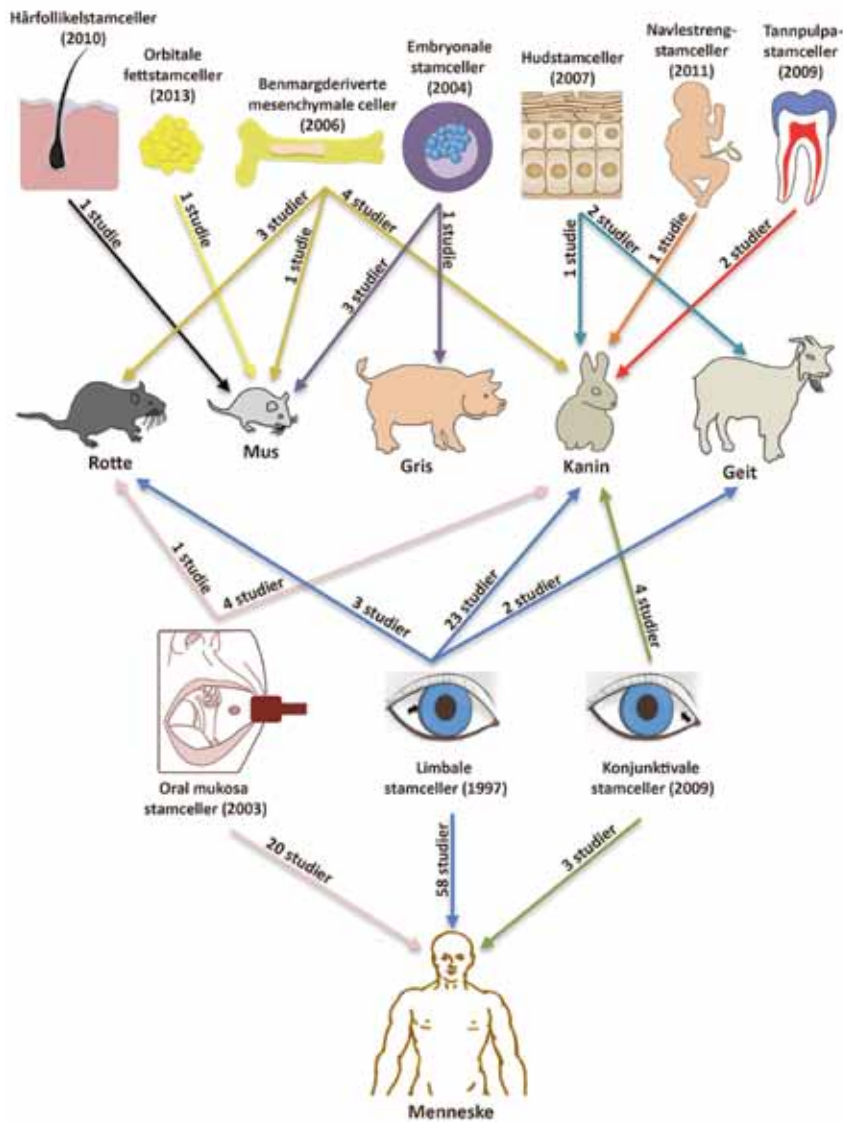 Hårfollikelstamceller
(2010)
Orbitale
fettstamceller
(2013)
Benmargderiverte
mesenchymale celler
(2006)
Embryonale
stamceller
(2004)
Hudstamceller
(2007)
Navlestreng-
stamceller
(2011)
Tannpulpa-
stamceller
(2009)
1 studie
1 studie
3 studier
1 studie
4 studier
3 studier
1 studie
1 studie
2 studier
1 studie
2 studier
Rotte
Mus
Gris
Kanin
Geit
1 studie
4 studier
3 studier
23 studier
2 studier
4 studier
Oral mukosa
stamceller (2003)
Limbale
stamceller (1997)
Konjunktivale
stamceller (2009)
20 studier
58 studier
3 studier
Menneske